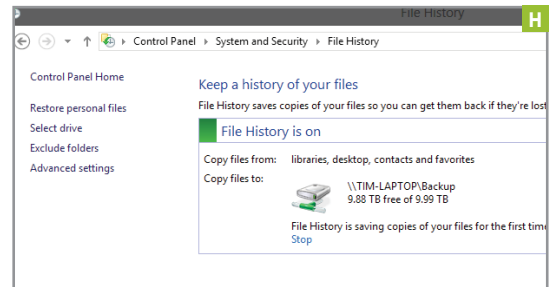 File History
H
Control Panel ▸ System and Security ▸ File History
Control Panel Home
Keep a history of your files
Restore personal files
File History saves copies of your files so you can get them back if they're lost
Select drive
File History is on
Exclude folders
Advanced settings
Copy files from: libraries, desktop, contacts and favorites
Copy files to: \\TIM-LAPTOP\Backup
9.88 TB free of 9.99 TB
File History is saving copies of your files for the first time
Stop